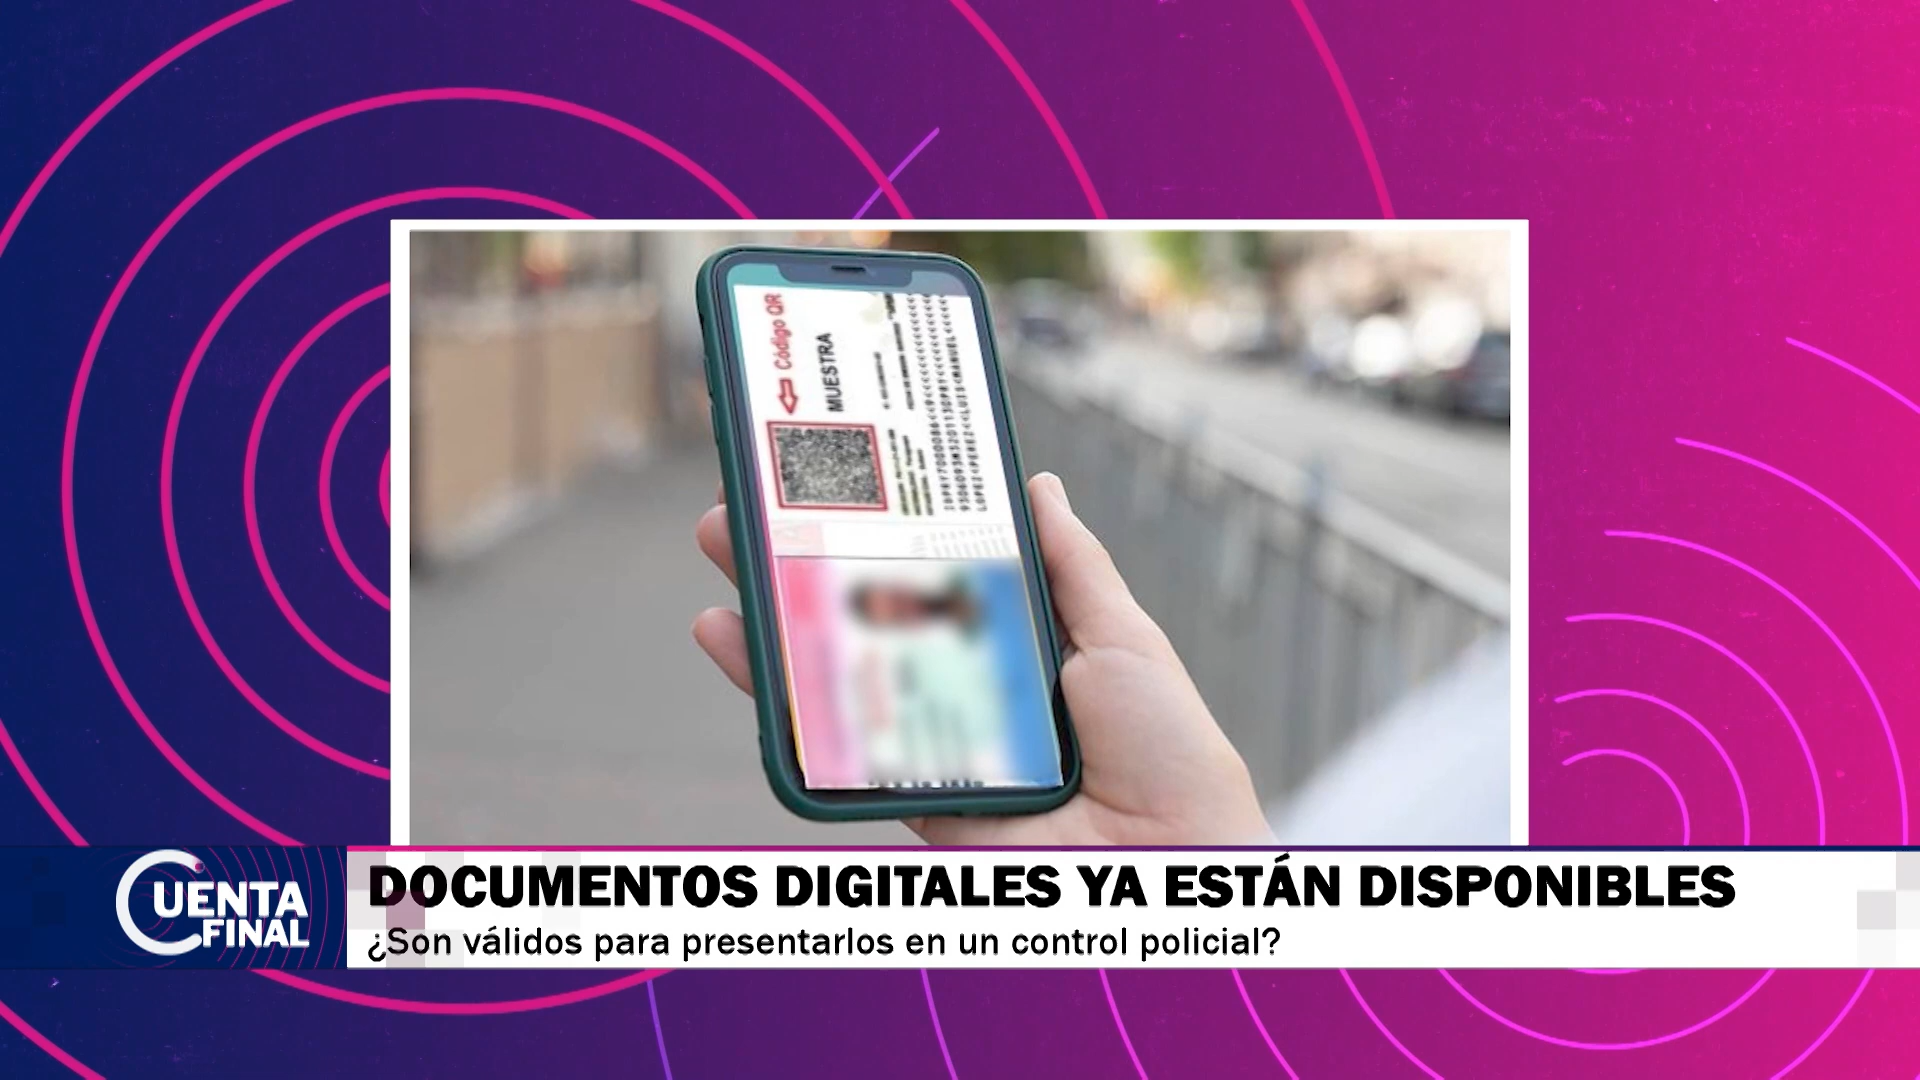 Código QR
MUESTRA
CUENTA
FINAL
DOCUMENTOS DIGITALES YA ESTÁN DISPONIBLES
¿Son válidos para presentarlos en un control policial?